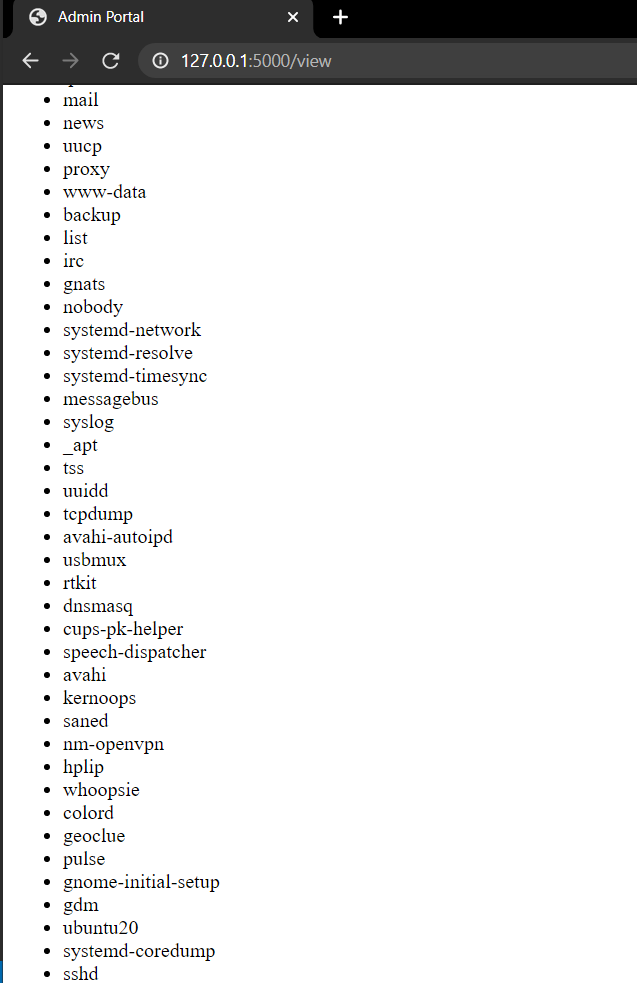 Admin Portal
127.0.0.1:5000/view
mail
news
uucp
proxy
www-data
backup
list
irc
gnats
nobody
systemd-network
systemd-resolve
systemd-timesync
messagebus
syslog
_apt
tss
uuidd
tcpdump
avahi-autoipd
usbmux
rtkit
dnsmasq
cups-pk-helper
speech-dispatcher
avahi
kernoops
saned
nm-openvpn
hplip
whoopsie
colord
geoclue
pulse
gnome-initial-setup
gdm
ubuntu20
systemd-coredump
sshd